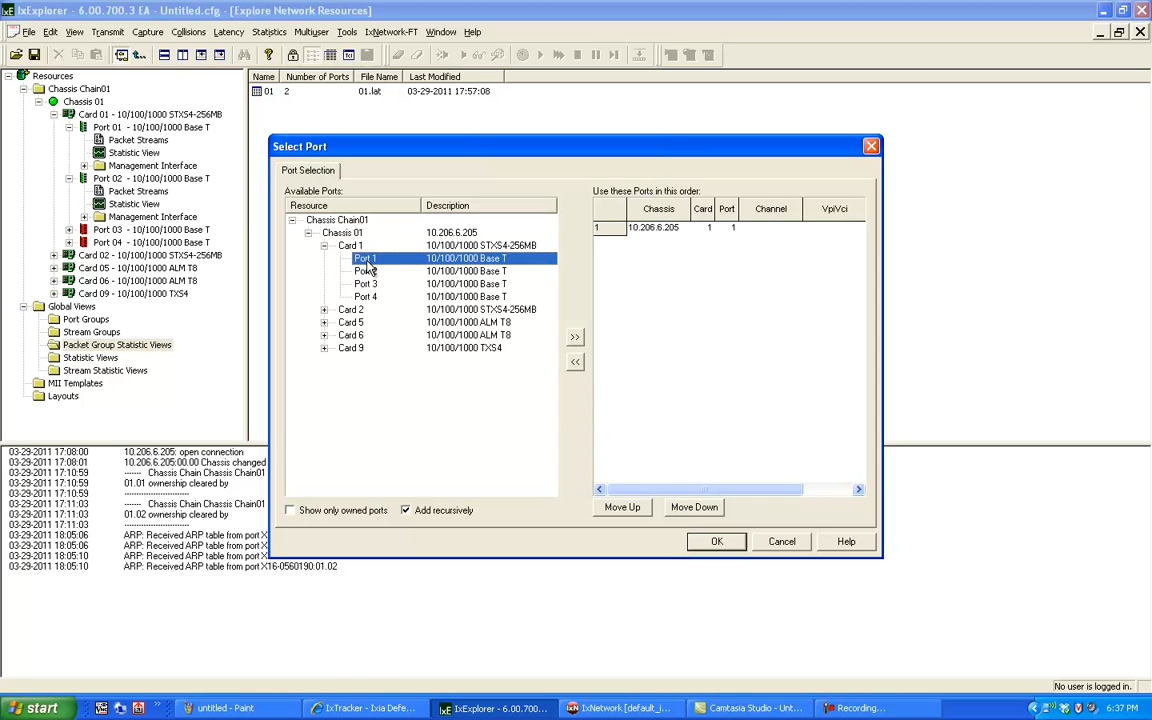 IxExplorer - 6.00.700.3 EA - Untitled.cfg - [Explore Network Resources]
File Edit View Transmit Capture Collisions Latency Statistics Multiuser Tools IxNetwork-FT Window Help
Resources
Chassis Chain01
Chassis 01
Card 01 - 10/100/1000 STXS4-256MB
Port 01 - 10/100/1000 Base T
Packet Streams
Statistic View
Management Interface
Port 02 - 10/100/1000 Base T
Packet Streams
Statistic View
Management Interface
Port 03 - 10/100/1000 Base T
Port 04 - 10/100/1000 Base T
Card 02 - 10/100/1000 STXS4-256MB
Card 05 - 10/100/1000 ALM T8
Card 06 - 10/100/1000 ALM T8
Card 09 - 10/100/1000 TXS4
Global Views
Port Groups
Stream Groups
Packet Group Statistic Views
Statistic Views
Stream Statistic Views
MII Templates
Layouts
Name Number of Ports File Name Last Modified
01 2 01.lat 03-29-2011 17:57:08
Select Port
Port Selection
Available Ports:
Resource Description
Chassis Chain01
Chassis 01 10.206.6.205
Card 1 10/100/1000 STXS4-256MB
Port 1 10/100/1000 Base T
Port 2 10/100/1000 Base T
Port 3 10/100/1000 Base T
Port 4 10/100/1000 Base T
Card 2 10/100/1000 STXS4-256MB
Card 5 10/100/1000 ALM T8
Card 6 10/100/1000 ALM T8
Card 9 10/100/1000 TXS4
>>
<<
Use these Ports in this order:
Chassis Card Port Channel VpiVci
1 10.206.6.205 1 1
Show only owned ports Add recursively
Move Up Move Down
OK Cancel Help
03-29-2011 17:08:00 10.206.6.205: open connection
03-29-2011 17:08:01 10.206.6.205:00.00 Chassis changed
03-29-2011 17:10:59 ------- Chassis Chain Chassis Chain01
03-29-2011 17:10:59 01.01 ownership cleared by
03-29-2011 17:10:59 -----------------------
03-29-2011 17:11:03 ------- Chassis Chain Chassis Chain01
03-29-2011 17:11:03 01.02 ownership cleared by
03-29-2011 17:11:03 -----------------------
03-29-2011 18:05:06 ARP: Received ARP table from port X
03-29-2011 18:05:06 ARP: Received ARP table from port X
03-29-2011 18:05:10 ARP: Received ARP table from port X
03-29-2011 18:05:10 ARP: Received ARP table from port X16-0560190:01.02
No user is logged in.
start untitled - Paint IxTracker - Ixia Defe... IxExplorer - 6.00.700... IxNetwork [default_i... Camtasia Studio - Unt... Recording... 6:37 PM